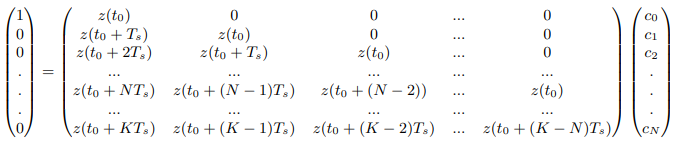 1 z(t0) 0 0 ... 0 c0
0 z(t0 + Ts) z(t0) 0 ... 0 c1
0 z(t0 + 2Ts) z(t0 + Ts) z(t0) ... 0 c2
. ... ... ... ... ... .
. = z(t0 + NTs) z(t0 + (N − 1)Ts) z(t0 + (N − 2)) ... z(t0) .
. ... ... ... ... ... .
0 z(t0 + KTs) z(t0 + (K − 1)Ts) z(t0 + (K − 2)Ts) ... z(t0 + (K − N)Ts) cN